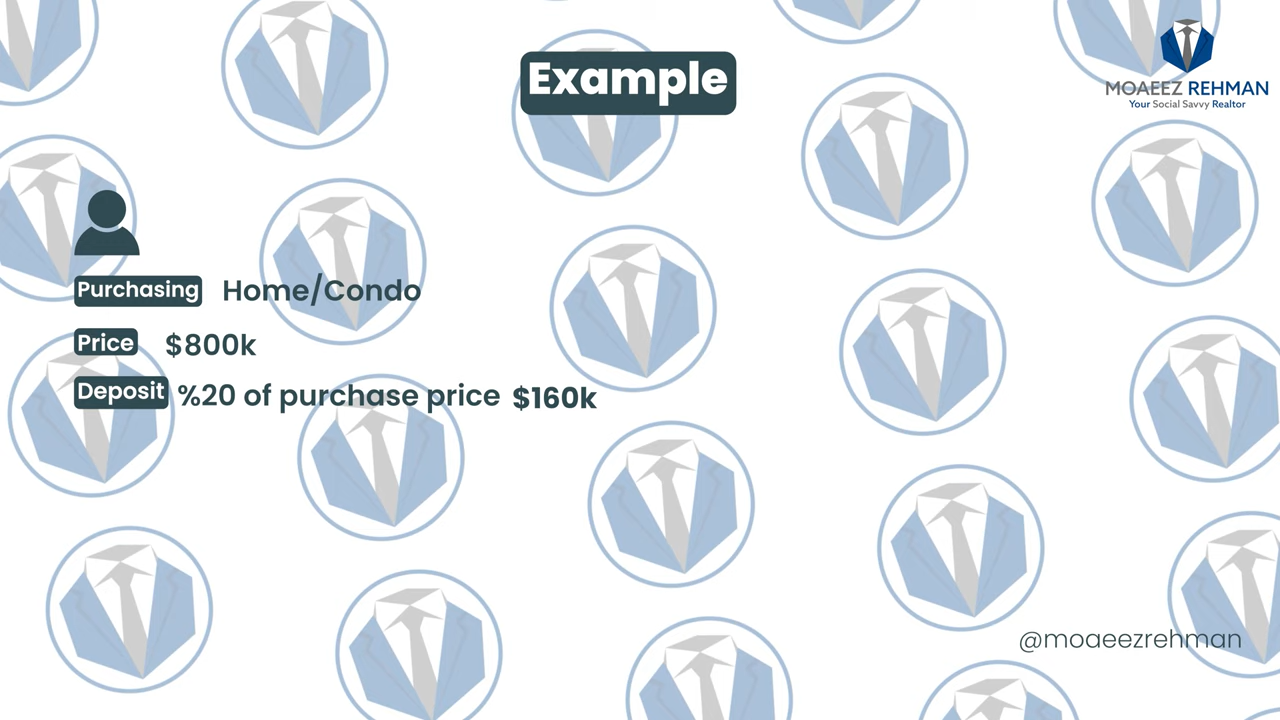 Example
MOAEEZ REHMAN
Your Social Savvy Realtor
Purchasing Home/Condo
Price $800k
Deposit %20 of purchase price $160k
@moaeezrehman